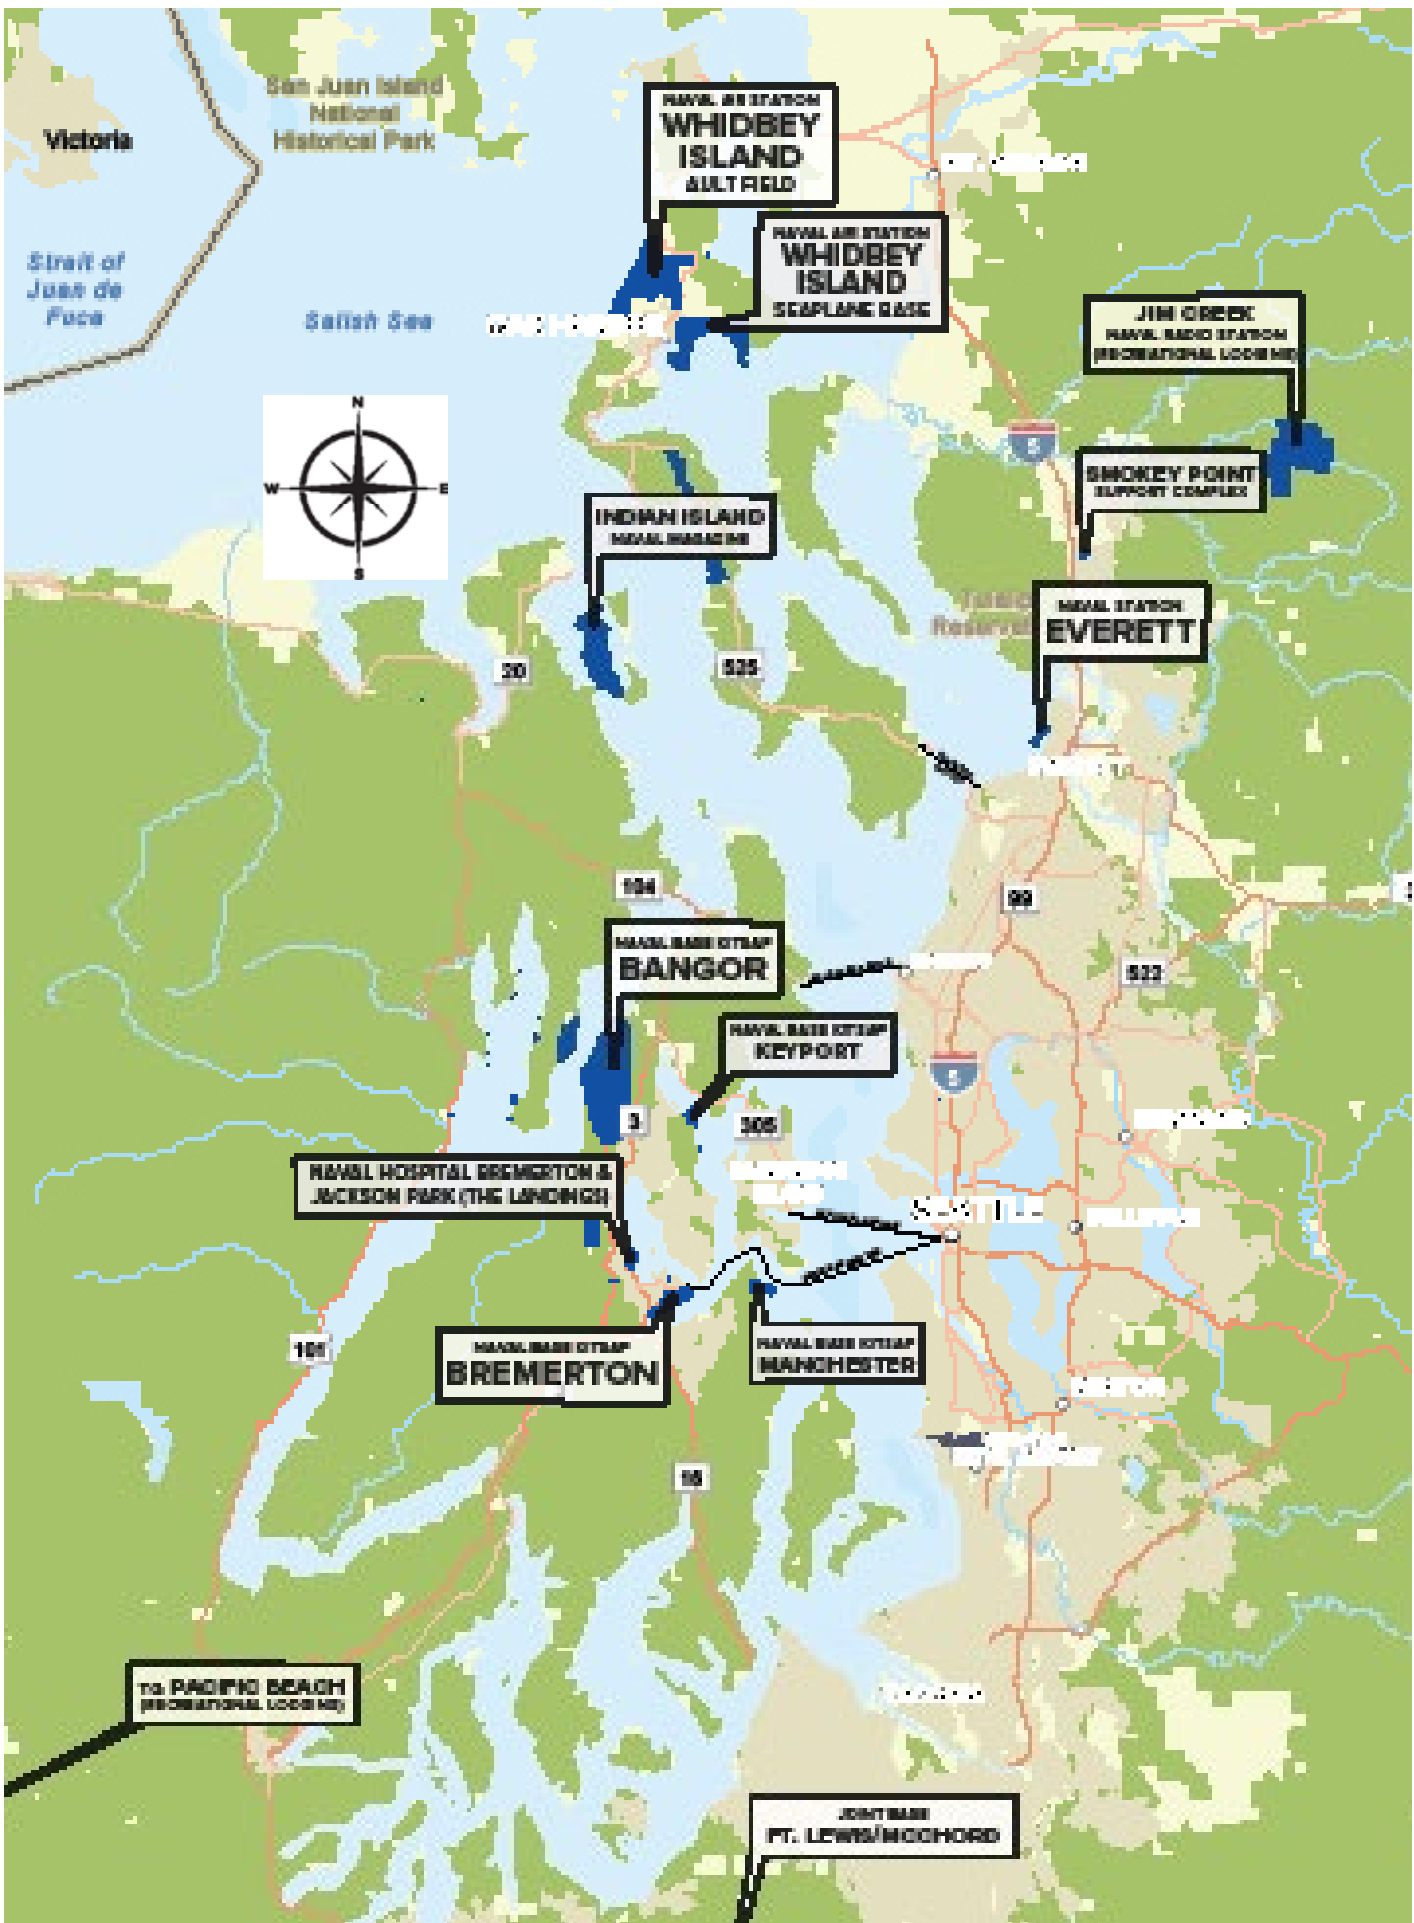 San Juan Island
National
Historical Park
Victoria
NAVAL AIR STATION
WHIDBEY
ISLAND
AULT FIELD
NAVAL AIR STATION
WHIDBEY
ISLAND
SEAPLANE BASE
Strait of
Juan de
Fuca
Salish Sea
JIM CREEK
NAVAL RADIO STATION
(RECREATIONAL LODGING)
N
W
E
S
5
SMOKEY POINT
SUPPORT COMPLEX
INDIAN ISLAND
NAVAL MAGAZINE
NAVAL STATION
EVERETT
20
525
104
99
NAVAL BASE KITSAP
BANGOR
522
NAVAL BASE KITSAP
KEYPORT
5
3
305
NAVAL HOSPITAL BREMERTON &
JACKSON PARK (THE LANDINGS)
SEATTLE
101
NAVAL BASE KITSAP
BREMERTON
NAVAL BASE KITSAP
MANCHESTER
16
TO PACIFIC BEACH
(RECREATIONAL LODGING)
JOINT BASE
FT. LEWIS/MCCHORD